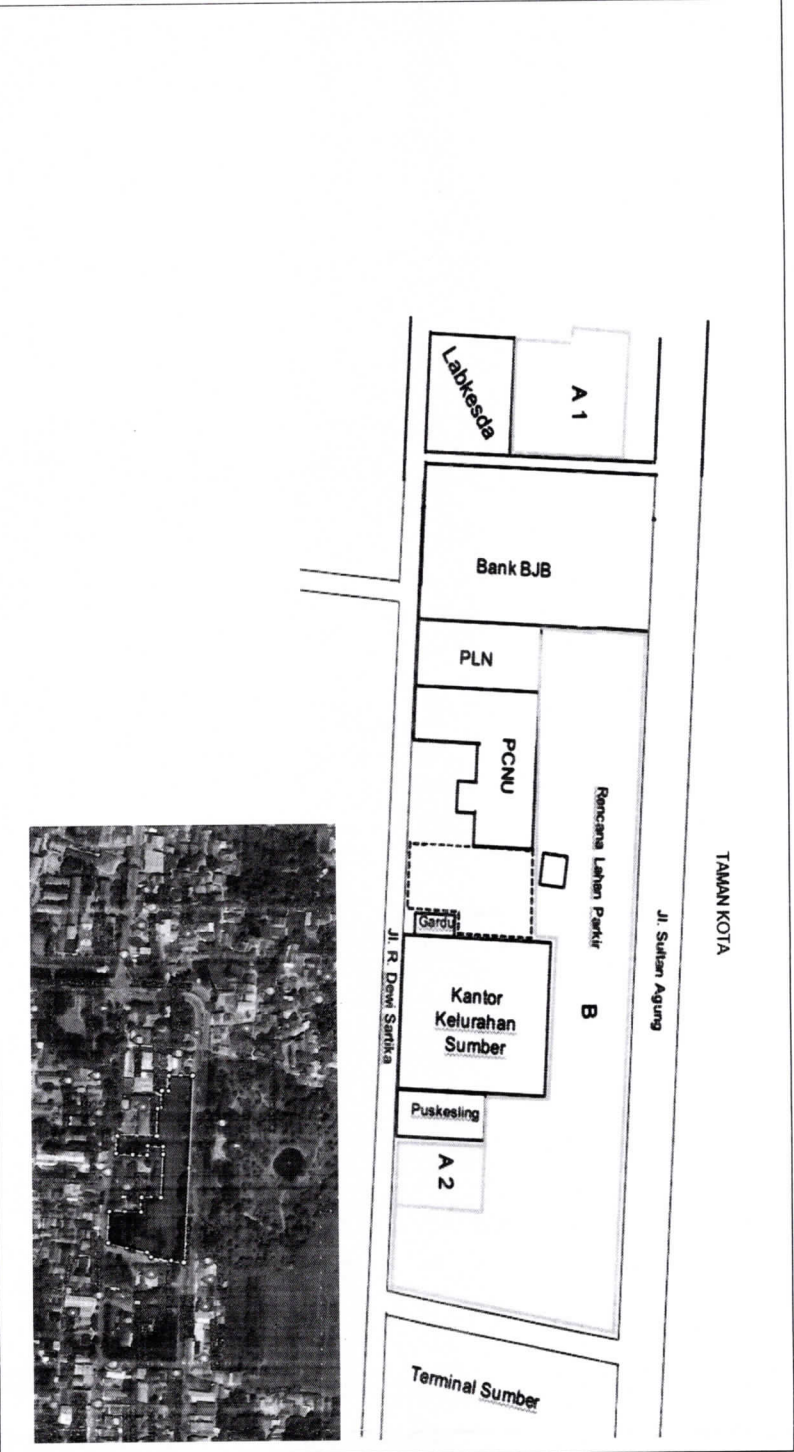 TAMAN KOTA
Jl. Sultan Agung
A 1
Labkesda
Bank BJB
PLN
PCNU
Rencana Lahan Parkir
B
Gardu
Kantor
Kelurahan
Sumber
Puskesling
A 2
Jl. R. Dewi Sartika
Terminal Sumber